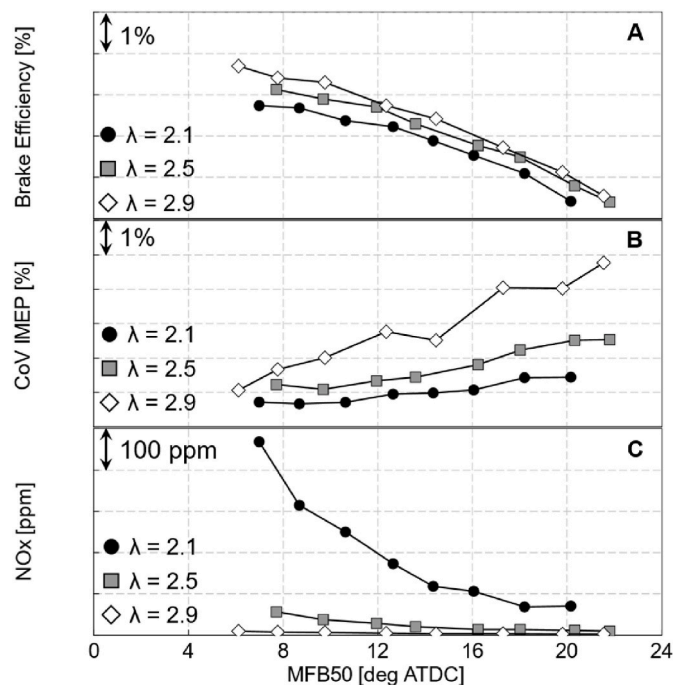 Brake Efficiency [%]
1%
A
λ = 2.1
λ = 2.5
λ = 2.9
CoV IMEP [%]
1%
B
λ = 2.1
λ = 2.5
λ = 2.9
NOx [ppm]
100 ppm
C
λ = 2.1
λ = 2.5
λ = 2.9
0 4 8 12 16 20 24
MFB50 [deg ATDC]